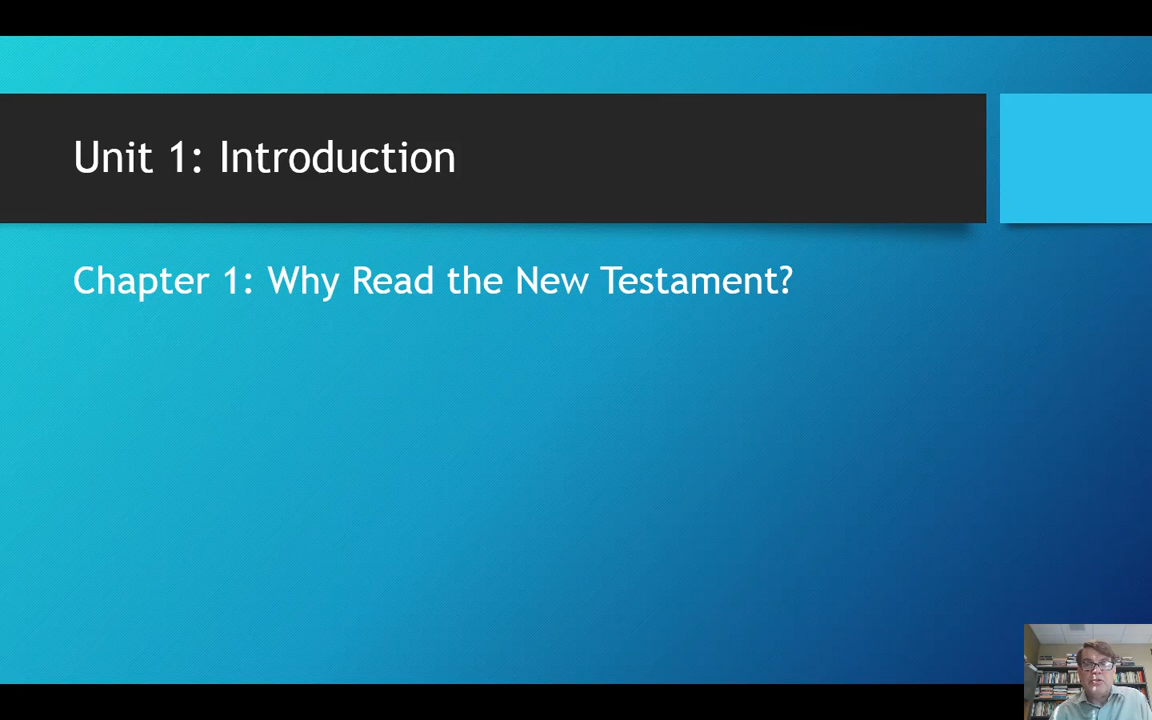 Unit 1: Introduction
Chapter 1: Why Read the New Testament?